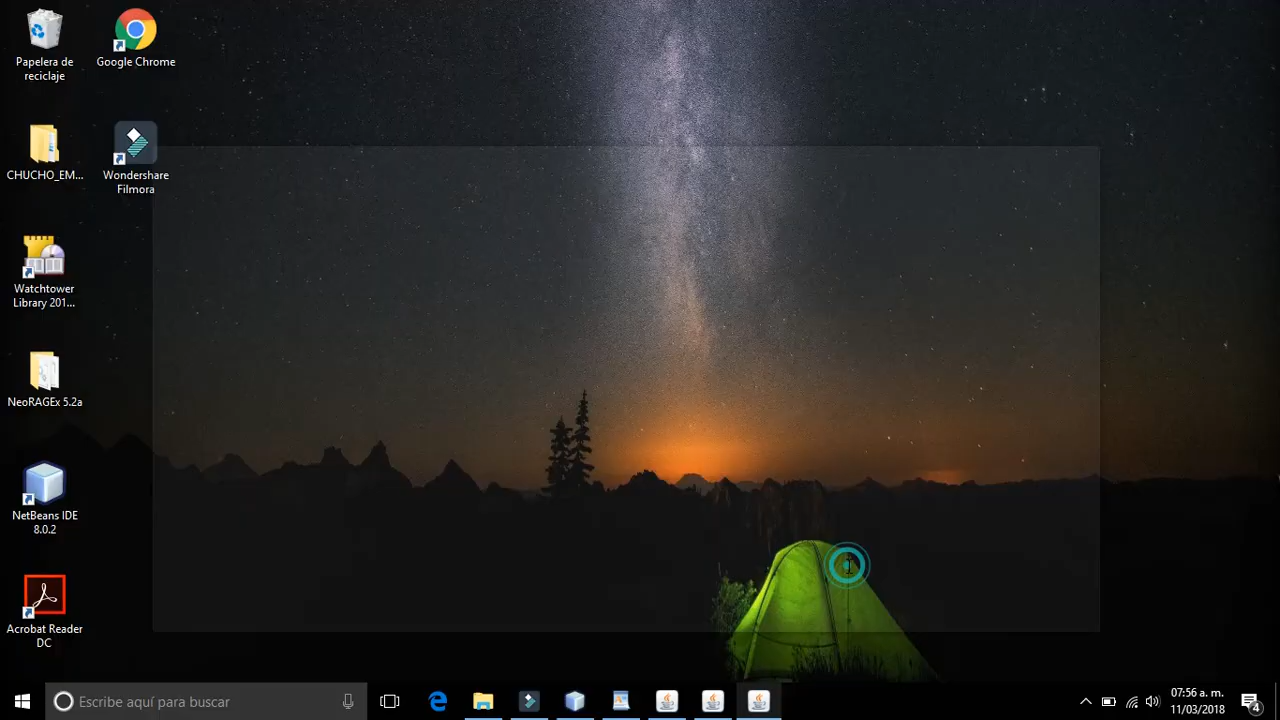 Papelera de
reciclaje
Google Chrome
CHUCHO_EM...
Wondershare
Filmora
Watchtower
Library 201...
NeoRAGEx 5.2a
NetBeans IDE
8.0.2
Acrobat Reader
DC
Escribe aquí para buscar
07:56 a. m.
11/03/2018
4